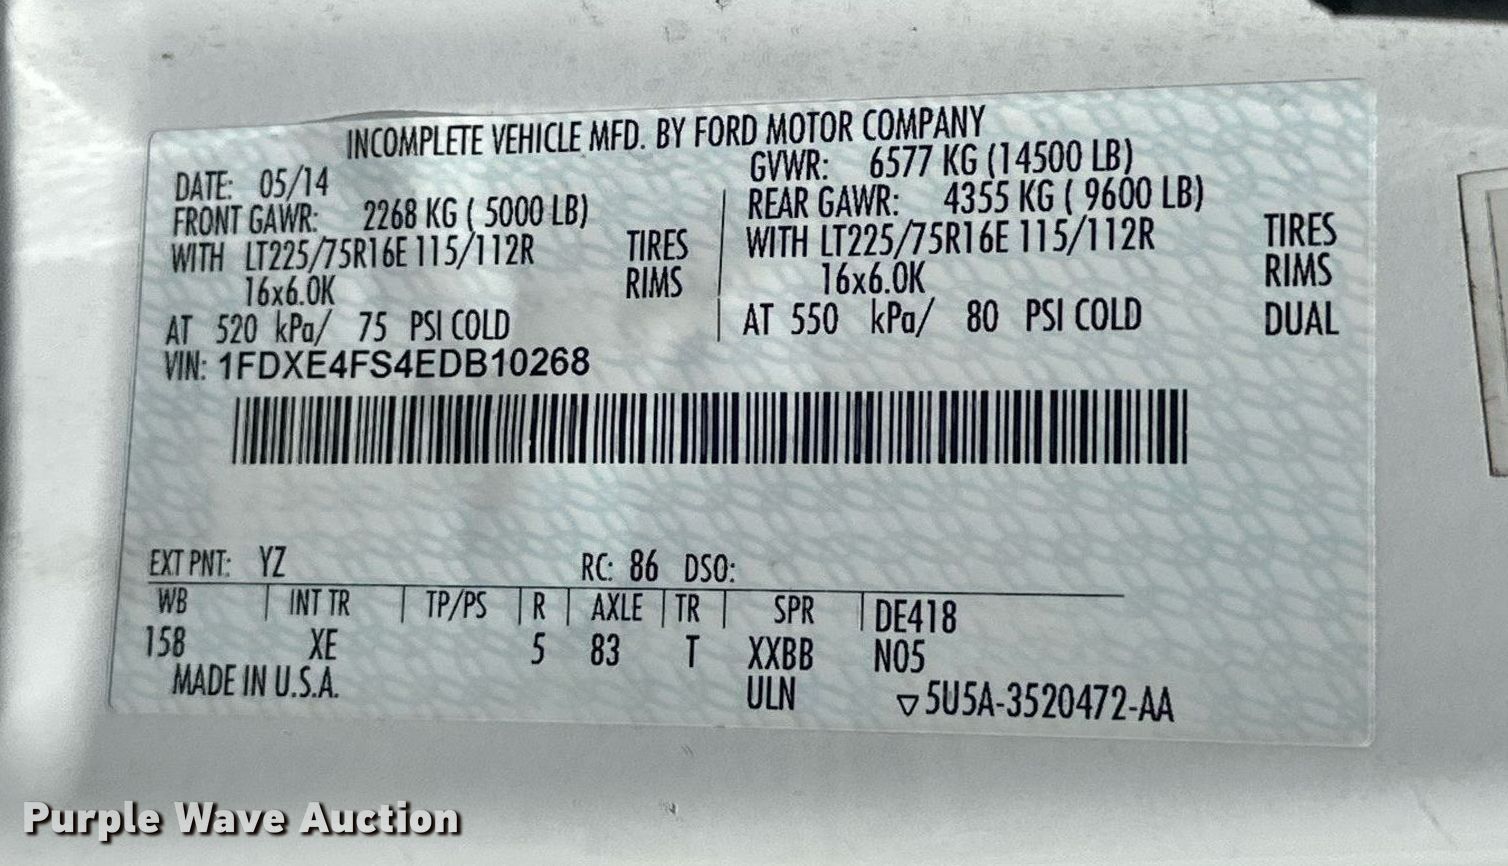 INCOMPLETE VEHICLE MFD. BY FORD MOTOR COMPANY
DATE: 05/14 GVWR: 6577 KG (14500 LB)
FRONT GAWR: 2268 KG ( 5000 LB) REAR GAWR: 4355 KG ( 9600 LB)
WITH LT225/75R16E 115/112R TIRES WITH LT225/75R16E 115/112R TIRES
16x6.0K RIMS 16x6.0K RIMS
AT 520 kPa/ 75 PSI COLD AT 550 kPa/ 80 PSI COLD DUAL
VIN: 1FDXE4FS4EDB10268
EXT PNT: YZ RC: 86 DSO:
WB INT TR TP/PS R AXLE TR SPR DE418
158 XE 5 83 T XXBB N05
MADE IN U.S.A. ULN ▽5U5A-3520472-AA
Purple Wave Auction